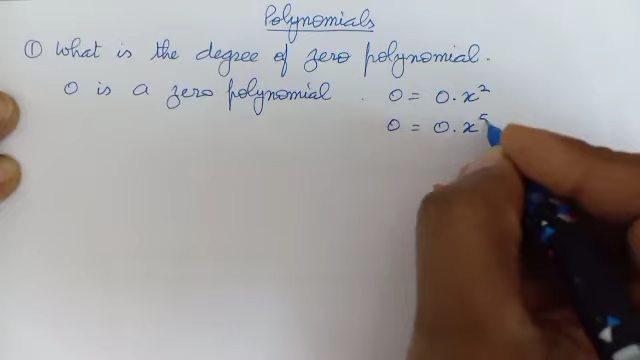 Polynomials
① What is the degree of zero polynomial.
0 is a zero polynomial. 0 = 0.x²
0 = 0.x⁵